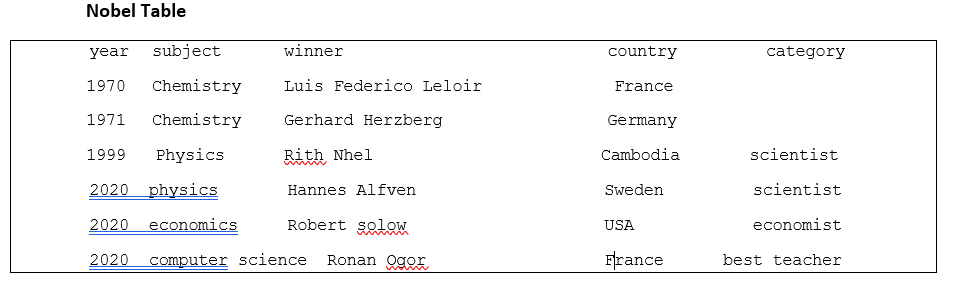 Nobel Table
year subject winner country category
1970 Chemistry Luis Federico Leloir France
1971 Chemistry Gerhard Herzberg Germany
1999 Physics Rith Nhel Cambodia scientist
2020 physics Hannes Alfven Sweden scientist
2020 economics Robert solow USA economist
2020 computer science Ronan Ogor France best teacher